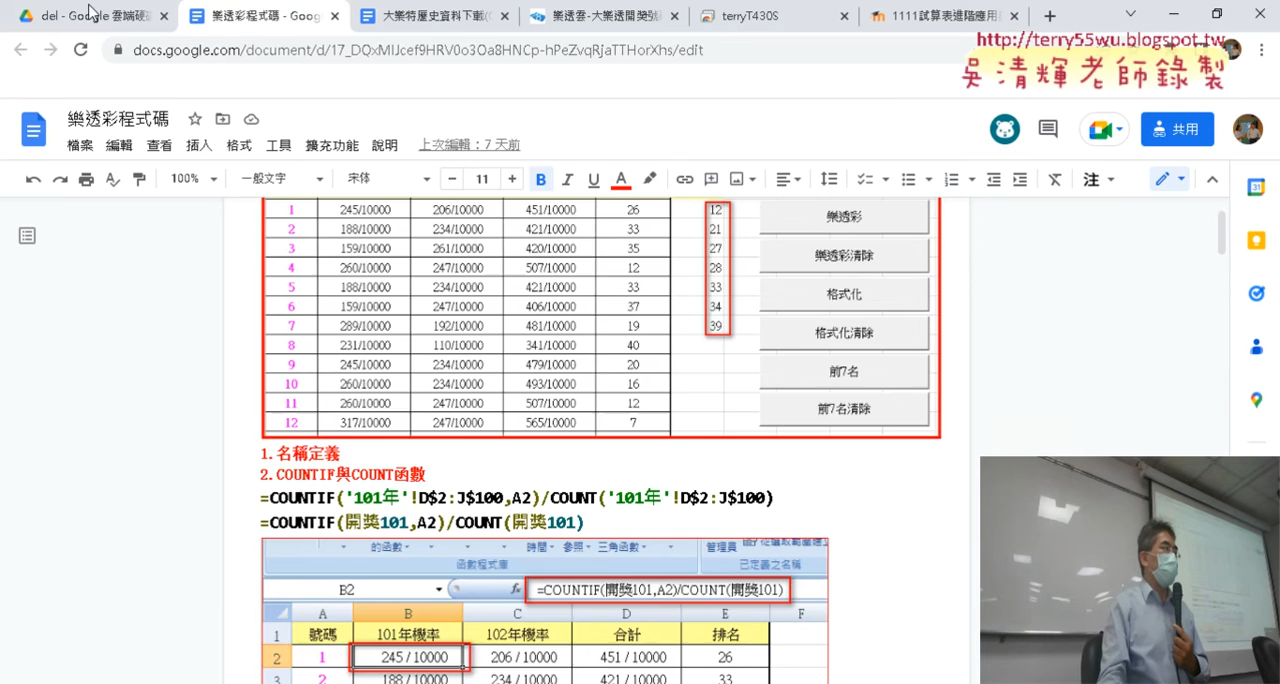 del - Google 雲端硬碟
樂透彩程式碼 - Goog
大樂特歷史資料下載(
樂透雲-大樂透開獎號
terryT430S
1111試算表進階應用
docs.google.com/document/d/17_DQxMIJcef9HRV0o3Oa8HNCp-hPeZvqRjaTTHorXhs/edit
http://terry55wu.blogspot.tw
吳清輝老師錄製
樂透彩程式碼
檔案 編輯 查看 插入 格式 工具 擴充功能 說明 上次編輯：7 天前
共用
100% 一般文字 宋体 11 B I U A 注
1 245/10000 206/10000 451/10000 26 12
2 188/10000 234/10000 421/10000 33 21
3 159/10000 261/10000 420/10000 35 27
4 260/10000 247/10000 507/10000 12 28
5 188/10000 234/10000 421/10000 33 33
6 159/10000 247/10000 406/10000 37 34
7 289/10000 192/10000 481/10000 19 39
8 231/10000 110/10000 341/10000 40
9 245/10000 234/10000 479/10000 20
10 260/10000 234/10000 493/10000 16
11 260/10000 247/10000 507/10000 12
12 317/10000 247/10000 565/10000 7
樂透彩
樂透彩清除
格式化
格式化清除
前7名
前7名清除
1.名稱定義
2.COUNTIF與COUNT函數
=COUNTIF('101年'!D$2:J$100,A2)/COUNT('101年'!D$2:J$100)
=COUNTIF(開獎101,A2)/COUNT(開獎101)
的函數 時間 參照 三角函數 管理員
函數程式庫 已定義之名稱
B2 fx =COUNTIF(開獎101,A2)/COUNT(開獎101)
A B C D E F
1 號碼 101年機率 102年機率 合計 排名
2 1 245/10000 206/10000 451/10000 26
3 2 188/10000 234/10000 421/10000 33